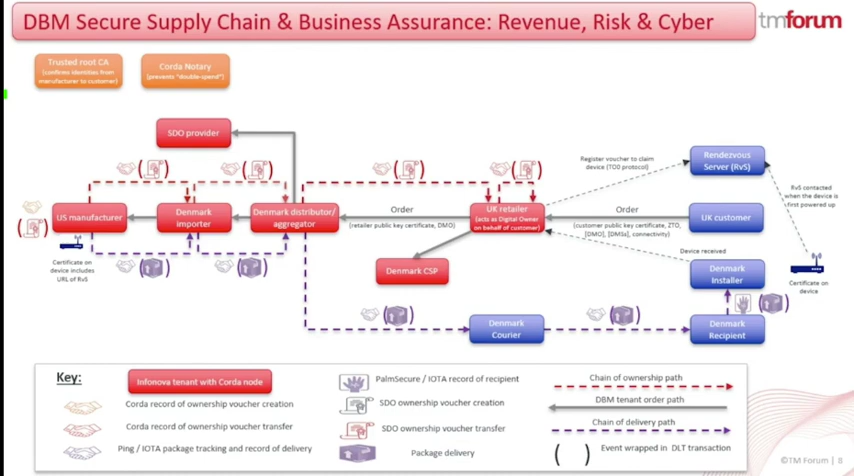 DBM Secure Supply Chain & Business Assurance: Revenue, Risk & Cyber
tmforum
Trusted root CA
(confirms identities from
manufacturer to customer)
Corda Notary
(prevents "double-spend")
SDO provider
Register voucher to claim
device (TO0 protocol)
Rendezvous
Server (RvS)
RvS contacted
when the device is
first powered up
US manufacturer
Denmark
importer
Denmark distributor/
aggregator
Order
(retailer public key certificate, DMO)
UK retailer
(acts as Digital Owner
on behalf of customer)
Order
(customer public key certificate, ZTO,
[OMO], [DMSs], connectivity)
UK customer
Certificate on
device includes
URL of RvS
Denmark CSP
Device received
Denmark
Installer
Certificate on
device
Denmark
Courier
Denmark
Recipient
Key:
Infonova tenant with Corda node
Corda record of ownership voucher creation
Corda record of ownership voucher transfer
Ping / IOTA package tracking and record of delivery
PalmSecure / IOTA record of recipient
SDO ownership voucher creation
SDO ownership voucher transfer
Package delivery
Chain of ownership path
DBM tenant order path
Chain of delivery path
( ) Event wrapped in DLT transaction
©TM Forum | 8